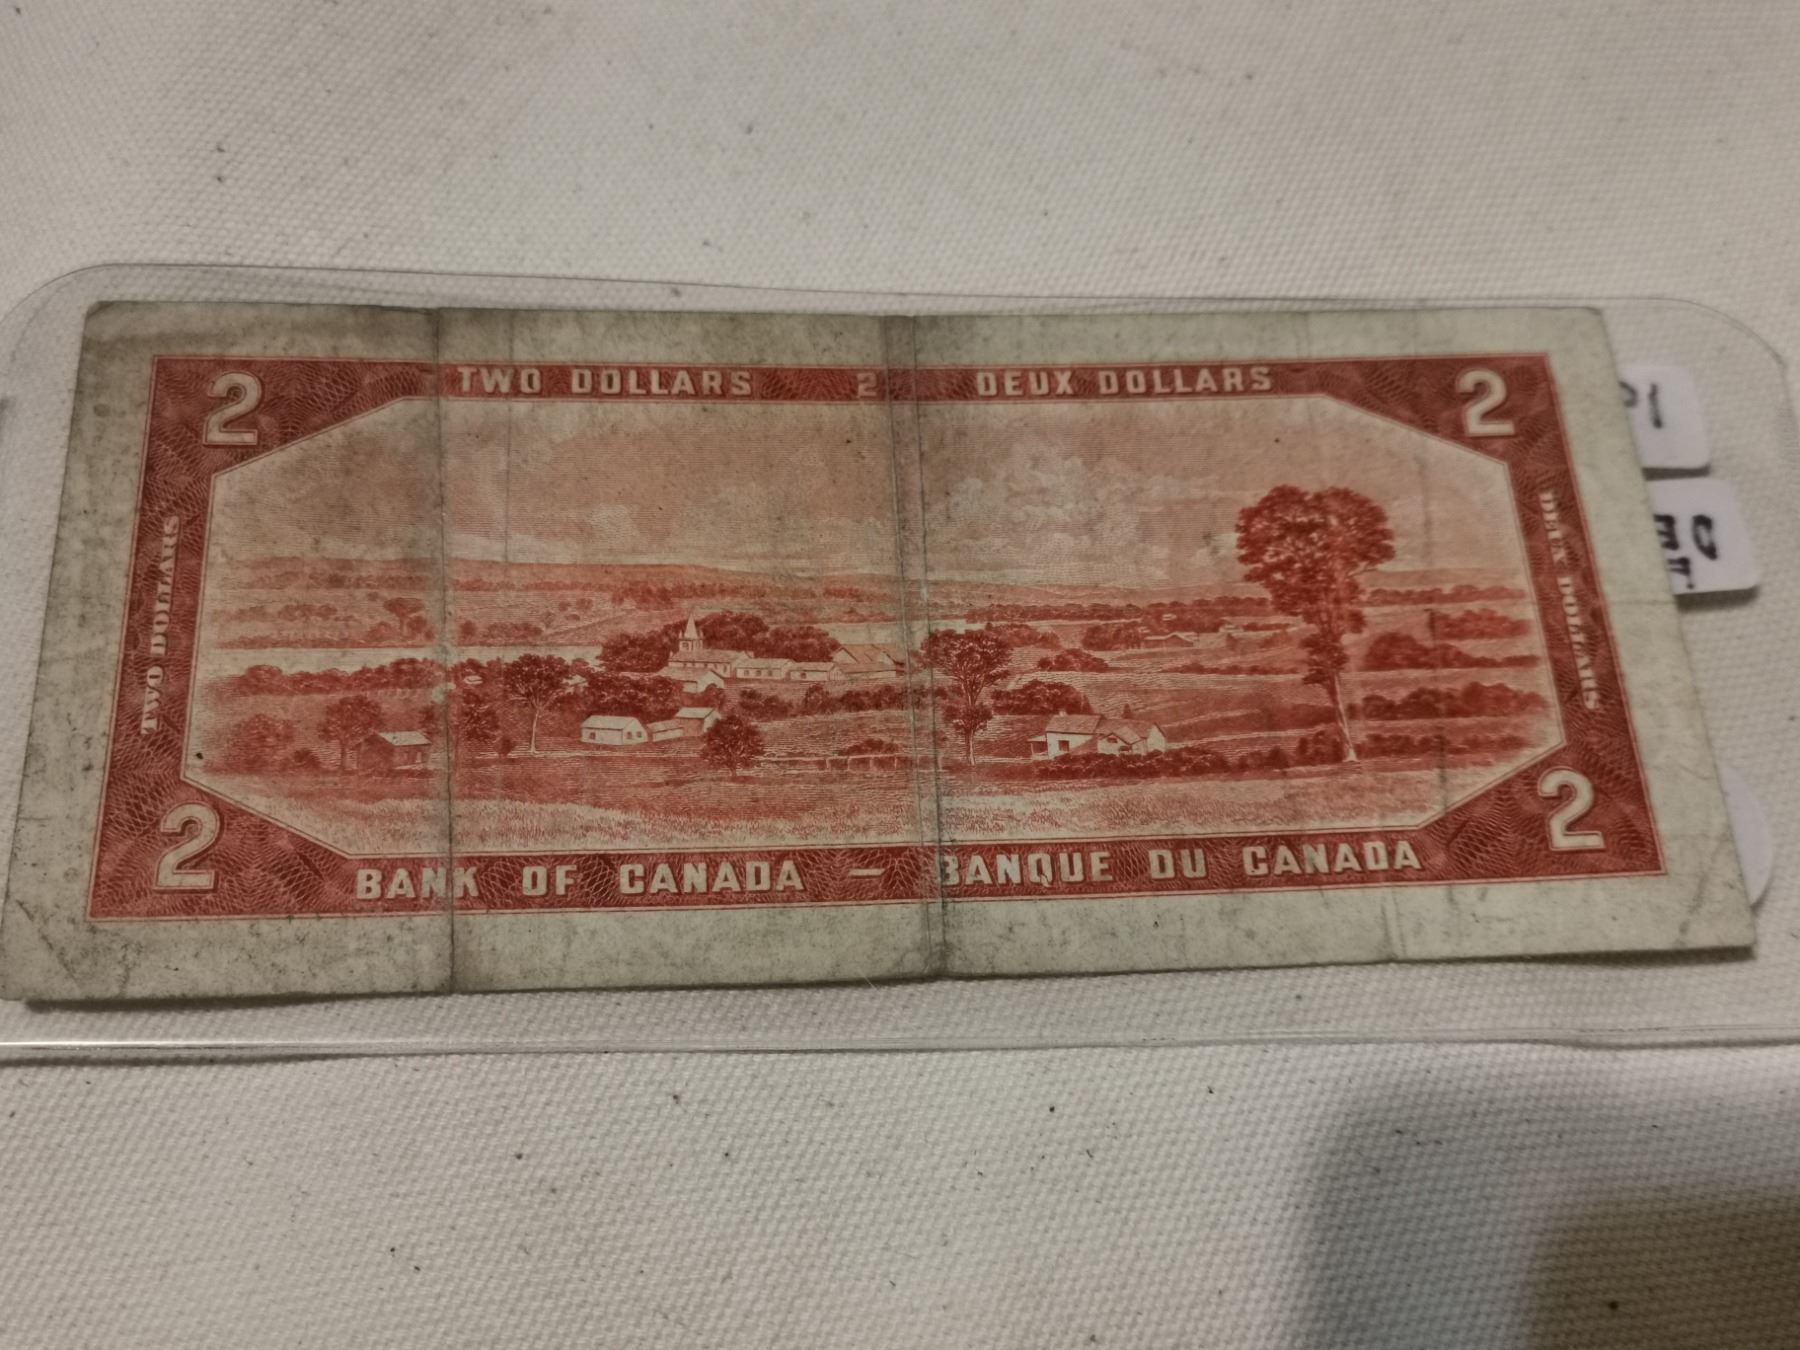 2 TWO DOLLARS 2 DEUX DOLLARS 2
TWO DOLLARS
DEUX DOLLARS
2 BANK OF CANADA — BANQUE DU CANADA 2